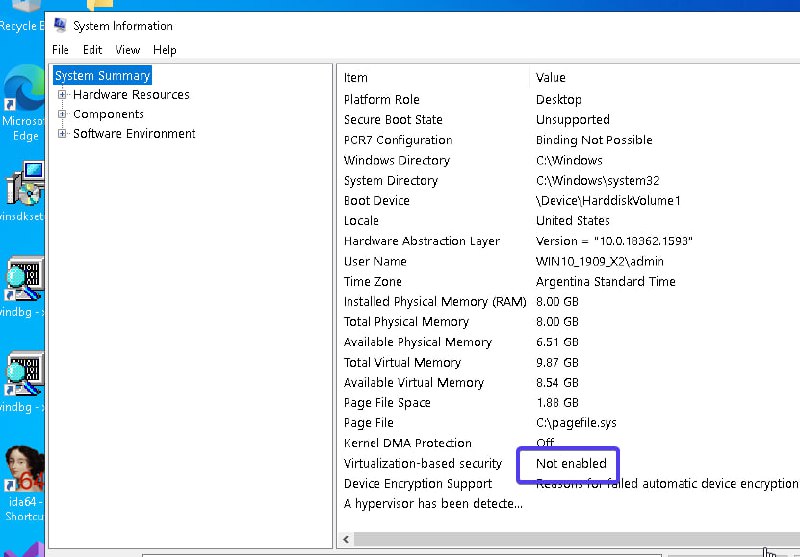 Recycle B
System Information
File Edit View Help
System Summary
Hardware Resources
Components
Software Environment
Microsof
Edge
vinsdkset
vindbg - x
vindbg - x
ida64 -
Shortcu
Item Value
Platform Role Desktop
Secure Boot State Unsupported
PCR7 Configuration Binding Not Possible
Windows Directory C:\Windows
System Directory C:\Windows\system32
Boot Device \Device\HarddiskVolume1
Locale United States
Hardware Abstraction Layer Version = "10.0.18362.1593"
User Name WIN10_1909_X2\admin
Time Zone Argentina Standard Time
Installed Physical Memory (RAM) 8.00 GB
Total Physical Memory 8.00 GB
Available Physical Memory 6.51 GB
Total Virtual Memory 9.87 GB
Available Virtual Memory 8.54 GB
Page File Space 1.88 GB
Page File C:\pagefile.sys
Kernel DMA Protection Off
Virtualization-based security Not enabled
Device Encryption Support Reasons for failed automatic device encryption
A hypervisor has been detecte...